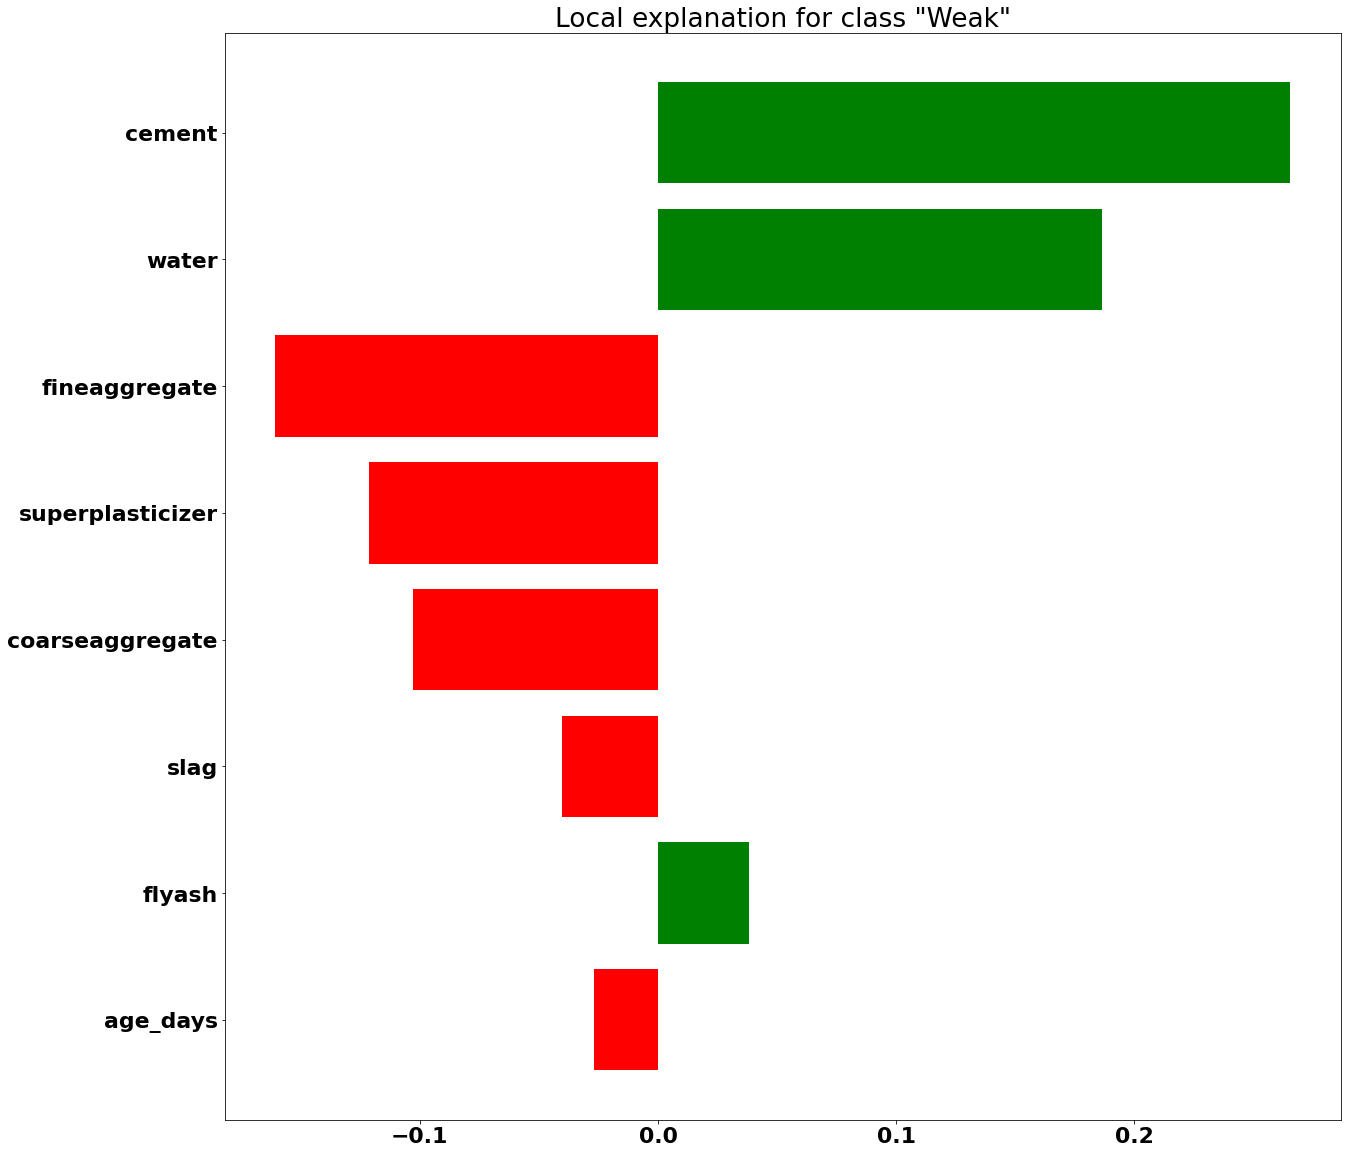 Local explanation for class "Weak"
cement
water
fineaggregate
superplasticizer
coarseaggregate
slag
flyash
age_days
−0.1 0.0 0.1 0.2